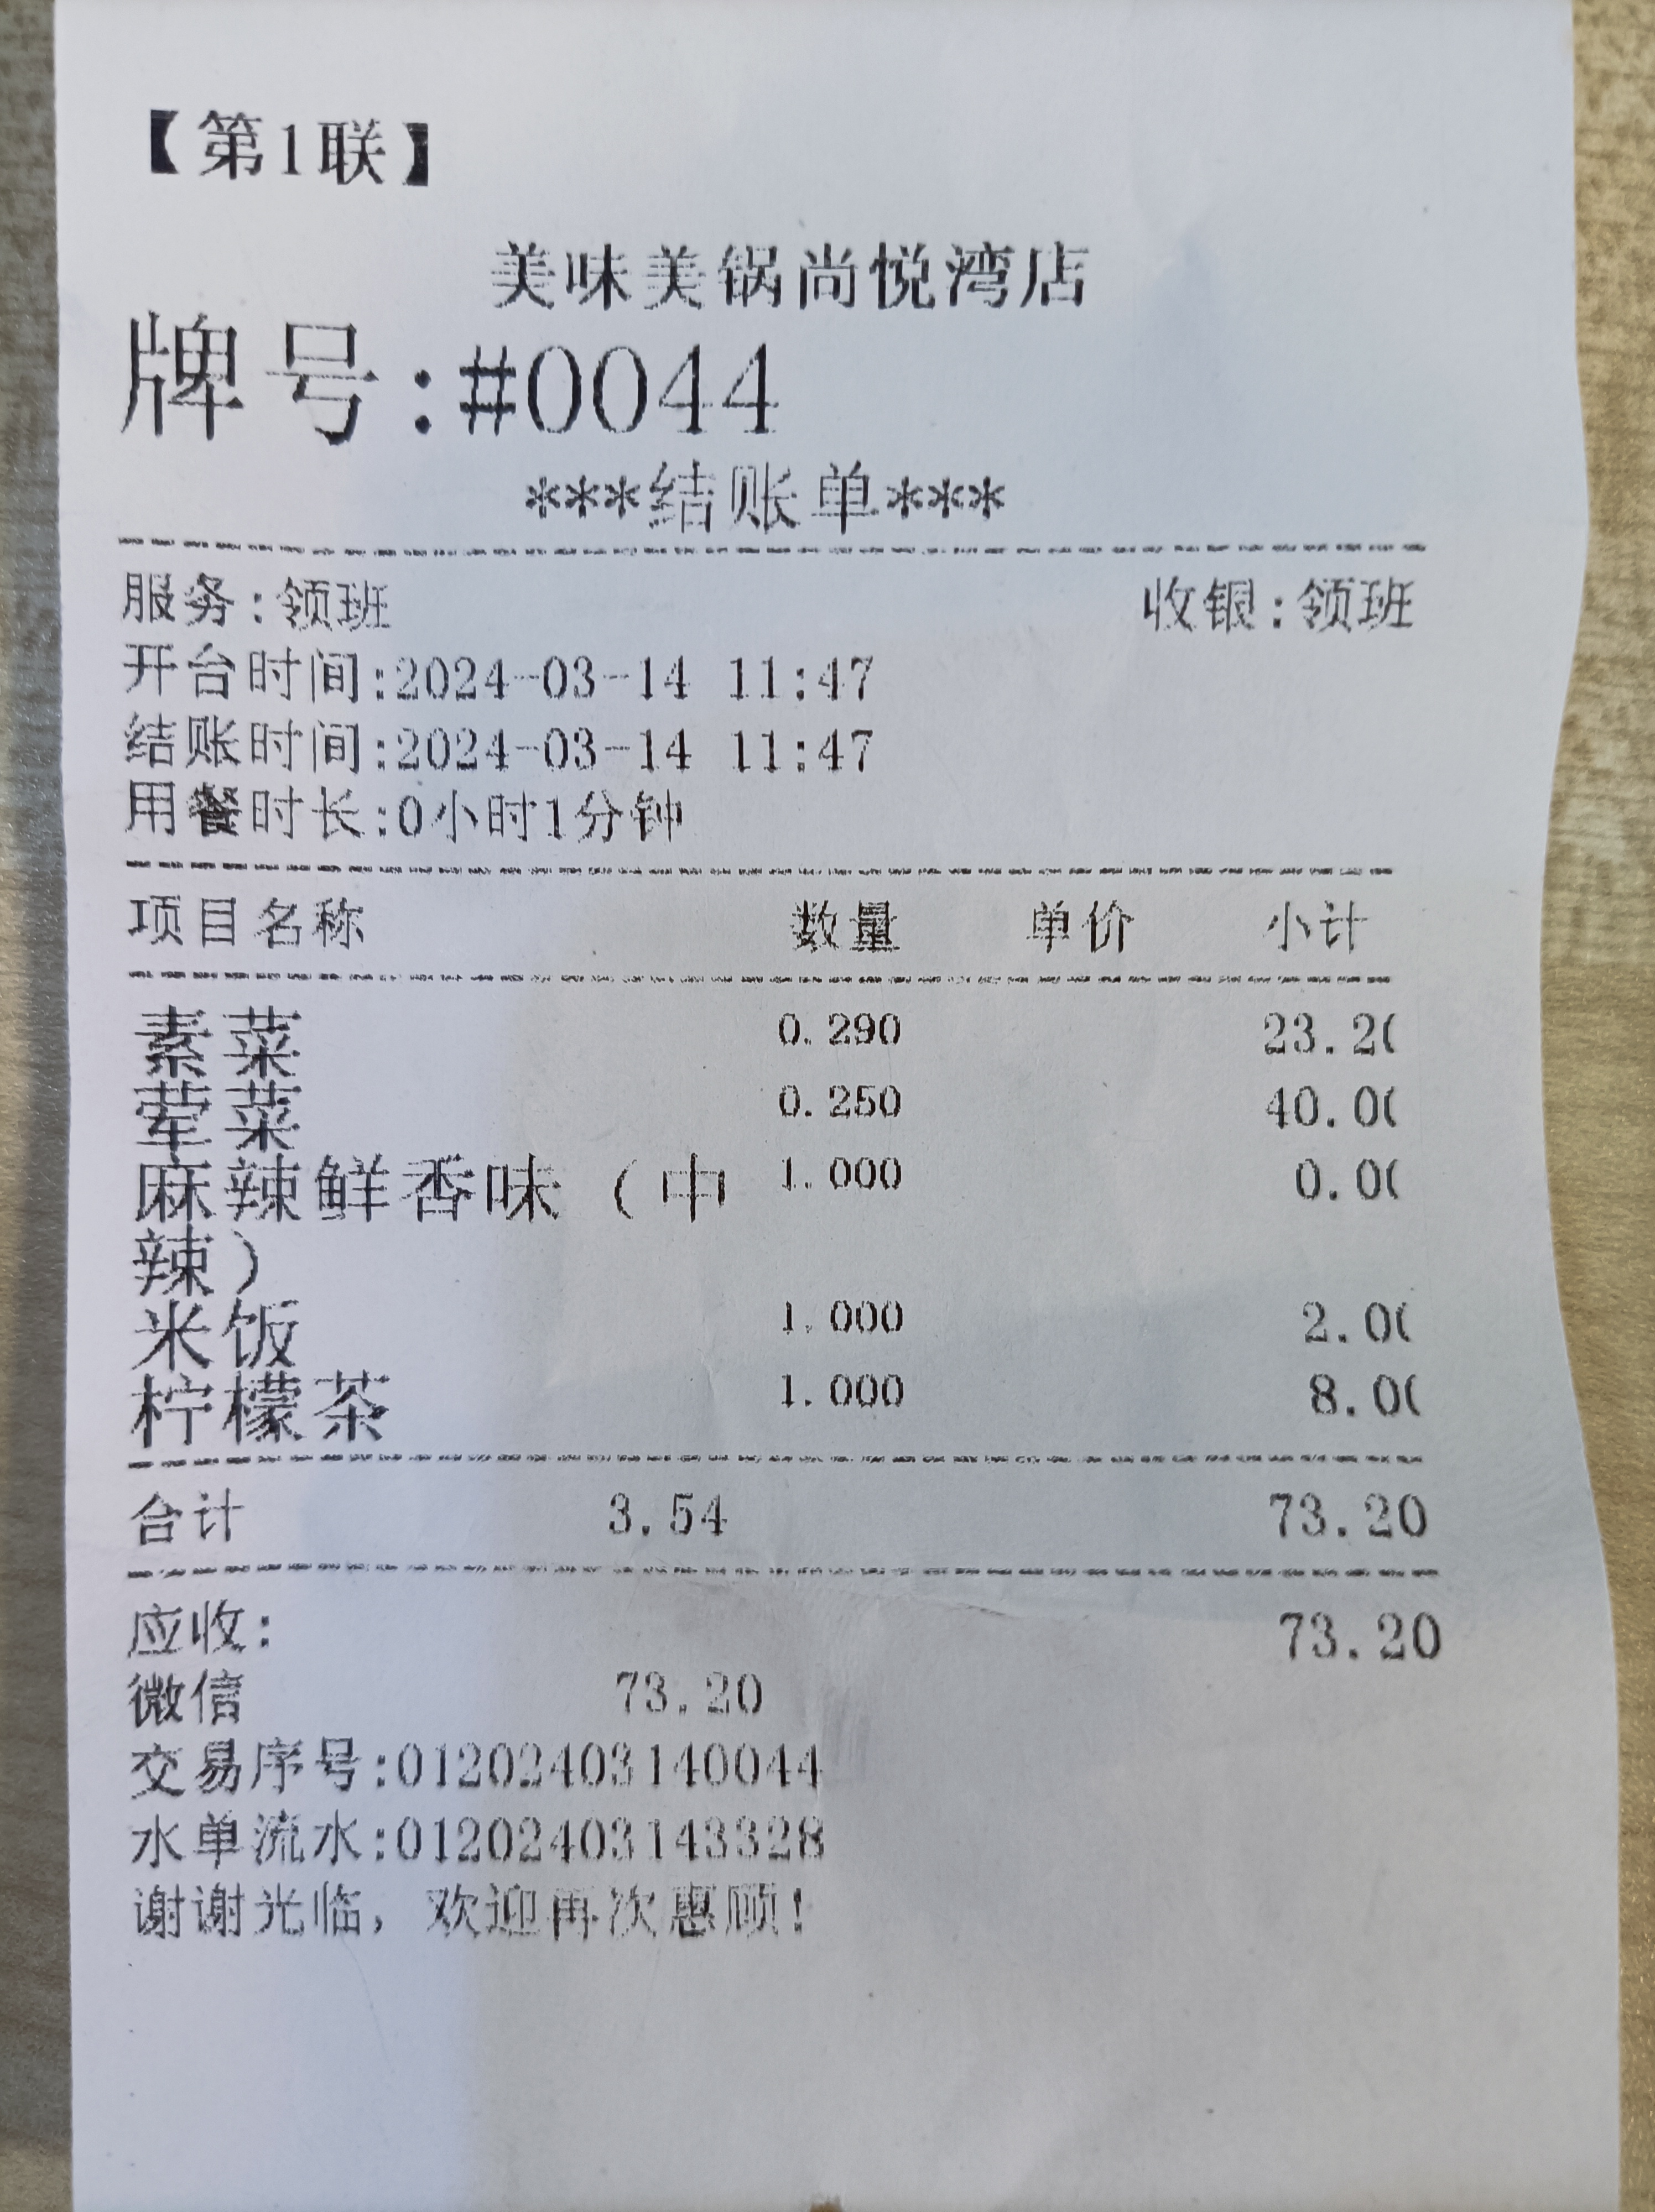 【第1联】
美味美锅尚悦湾店
牌号:#0044
***结账单***
服务:领班 收银:领班
开台时间:2024-03-14 11:47
结账时间:2024-03-14 11:47
用餐时长:0小时1分钟
项目名称 数量 单价 小计
素菜 0.290 23.20
荤菜 0.250 40.00
麻辣鲜香味（中 1.000 0.00
辣）
米饭 1.000 2.00
柠檬茶 1.000 8.00
合计 3.54 73.20
应收: 73.20
微信 73.20
交易序号:01202403140044
水单流水:01202403143328
谢谢光临, 欢迎再次惠顾!